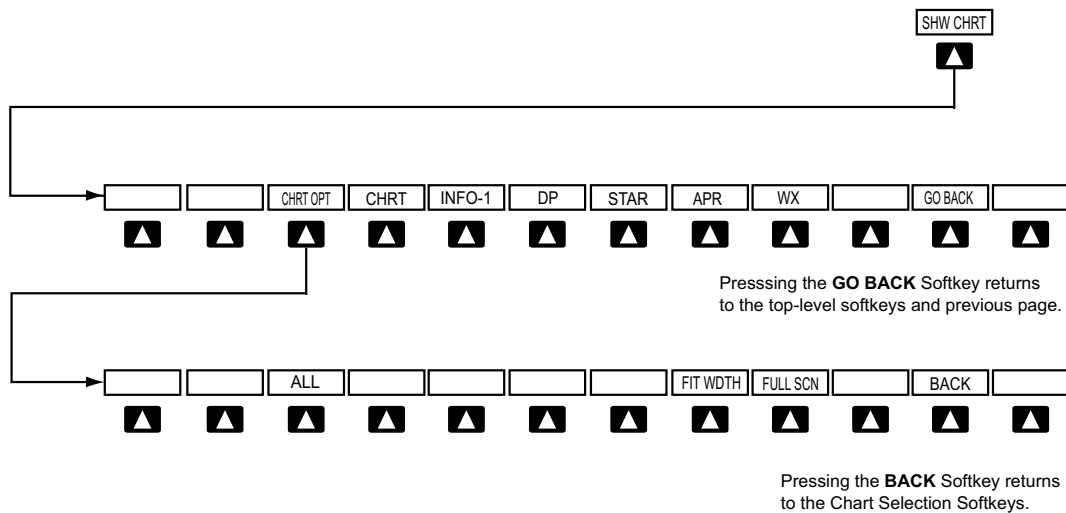 SHW CHRT
CHRT OPT CHRT INFO-1 DP STAR APR WX GO BACK
Presssing the GO BACK Softkey returns
to the top-level softkeys and previous page.
ALL FIT WDTH FULL SCN BACK
Pressing the BACK Softkey returns
to the Chart Selection Softkeys.